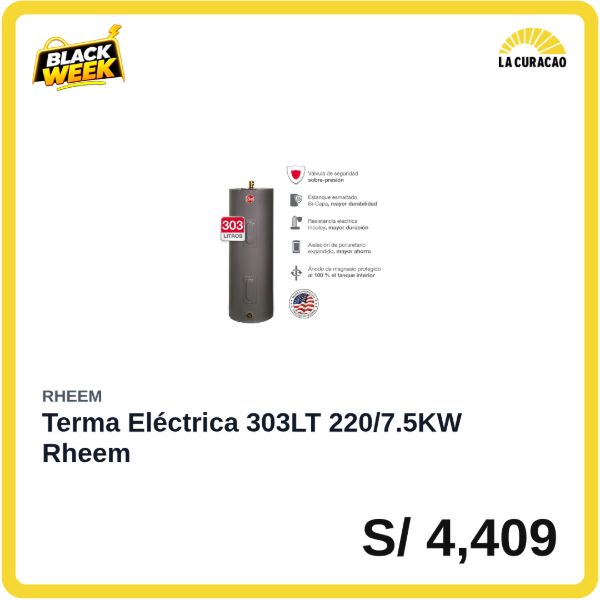 BLACK
WEEK
LA CURACAO
Válvula de seguridad
sobre-presión
Estanque esmaltado
Bi-Capa, mayor durabilidad
303
LITROS
Resistencia eléctrica
Incoloy, mayor duración
Aislación de poliuretano
expandido, mayor ahorro
Ánodo de magnesio protegido
al 100 % el tanque interior
RHEEM
Terma Eléctrica 303LT 220/7.5KW
Rheem
S/ 4,409